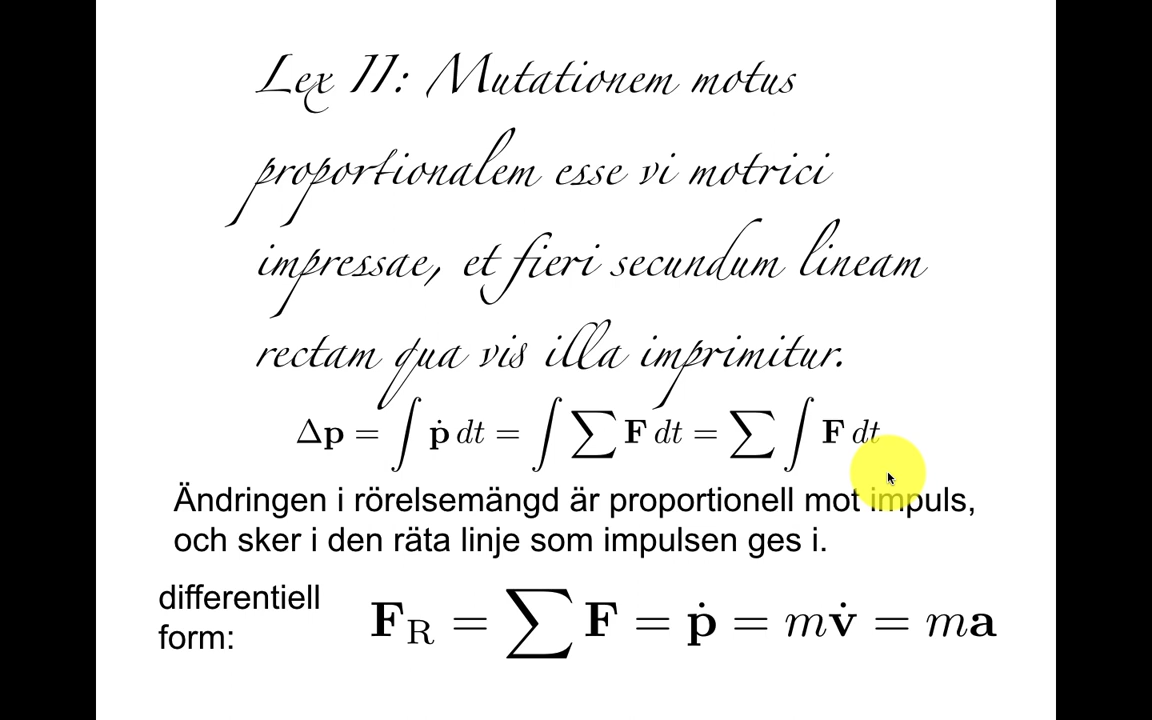 Lex II: Mutationem motus
proportionalem esse vi motrici
impressae, et fieri secundum lineam
rectam qua vis illa imprimitur.
Δ𝐩 = ∫ 𝐩̇ dt = ∫ ∑ 𝐅 dt = ∑ ∫ 𝐅 dt
Ändringen i rörelsemängd är proportionell mot impuls,
och sker i den räta linje som impulsen ges i.
differentiell
form:
𝐅_R = ∑ 𝐅 = 𝐩̇ = m𝐯̇ = m𝐚